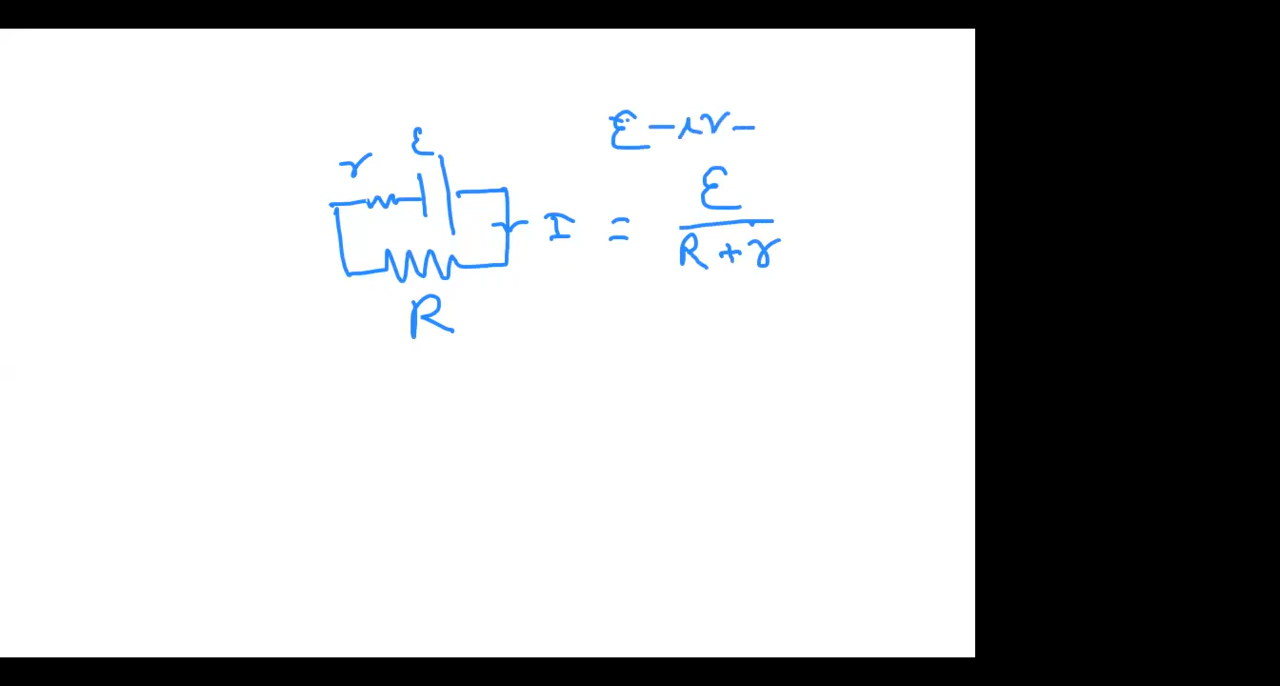 ε - ir -
r ε
I = ε / (R + r)
R